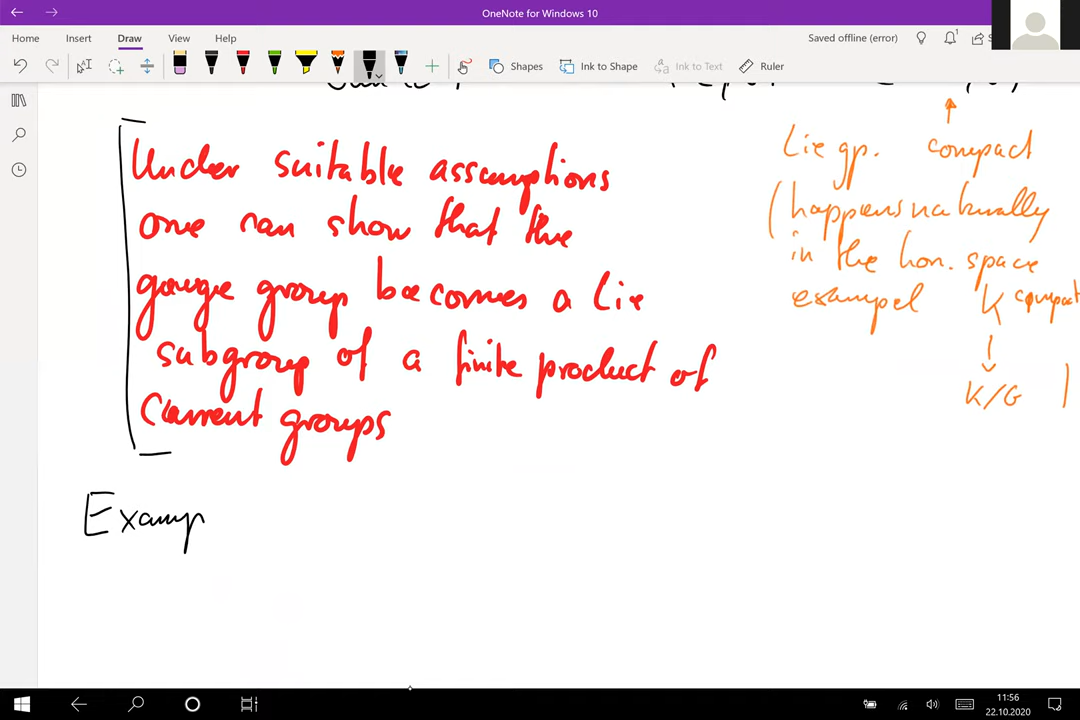 OneNote for Windows 10
Home Insert Draw View Help
Saved offline (error)
Shapes Ink to Shape Ink to Text Ruler
Under suitable assumptions
one can show that the
gauge group becomes a Lie
subgroup of a finite product of
Current groups
Lie gp. compact
(happens naturally
in the hom. space
exampel K compact
K/G )
Examp
11:56
22.10.2020